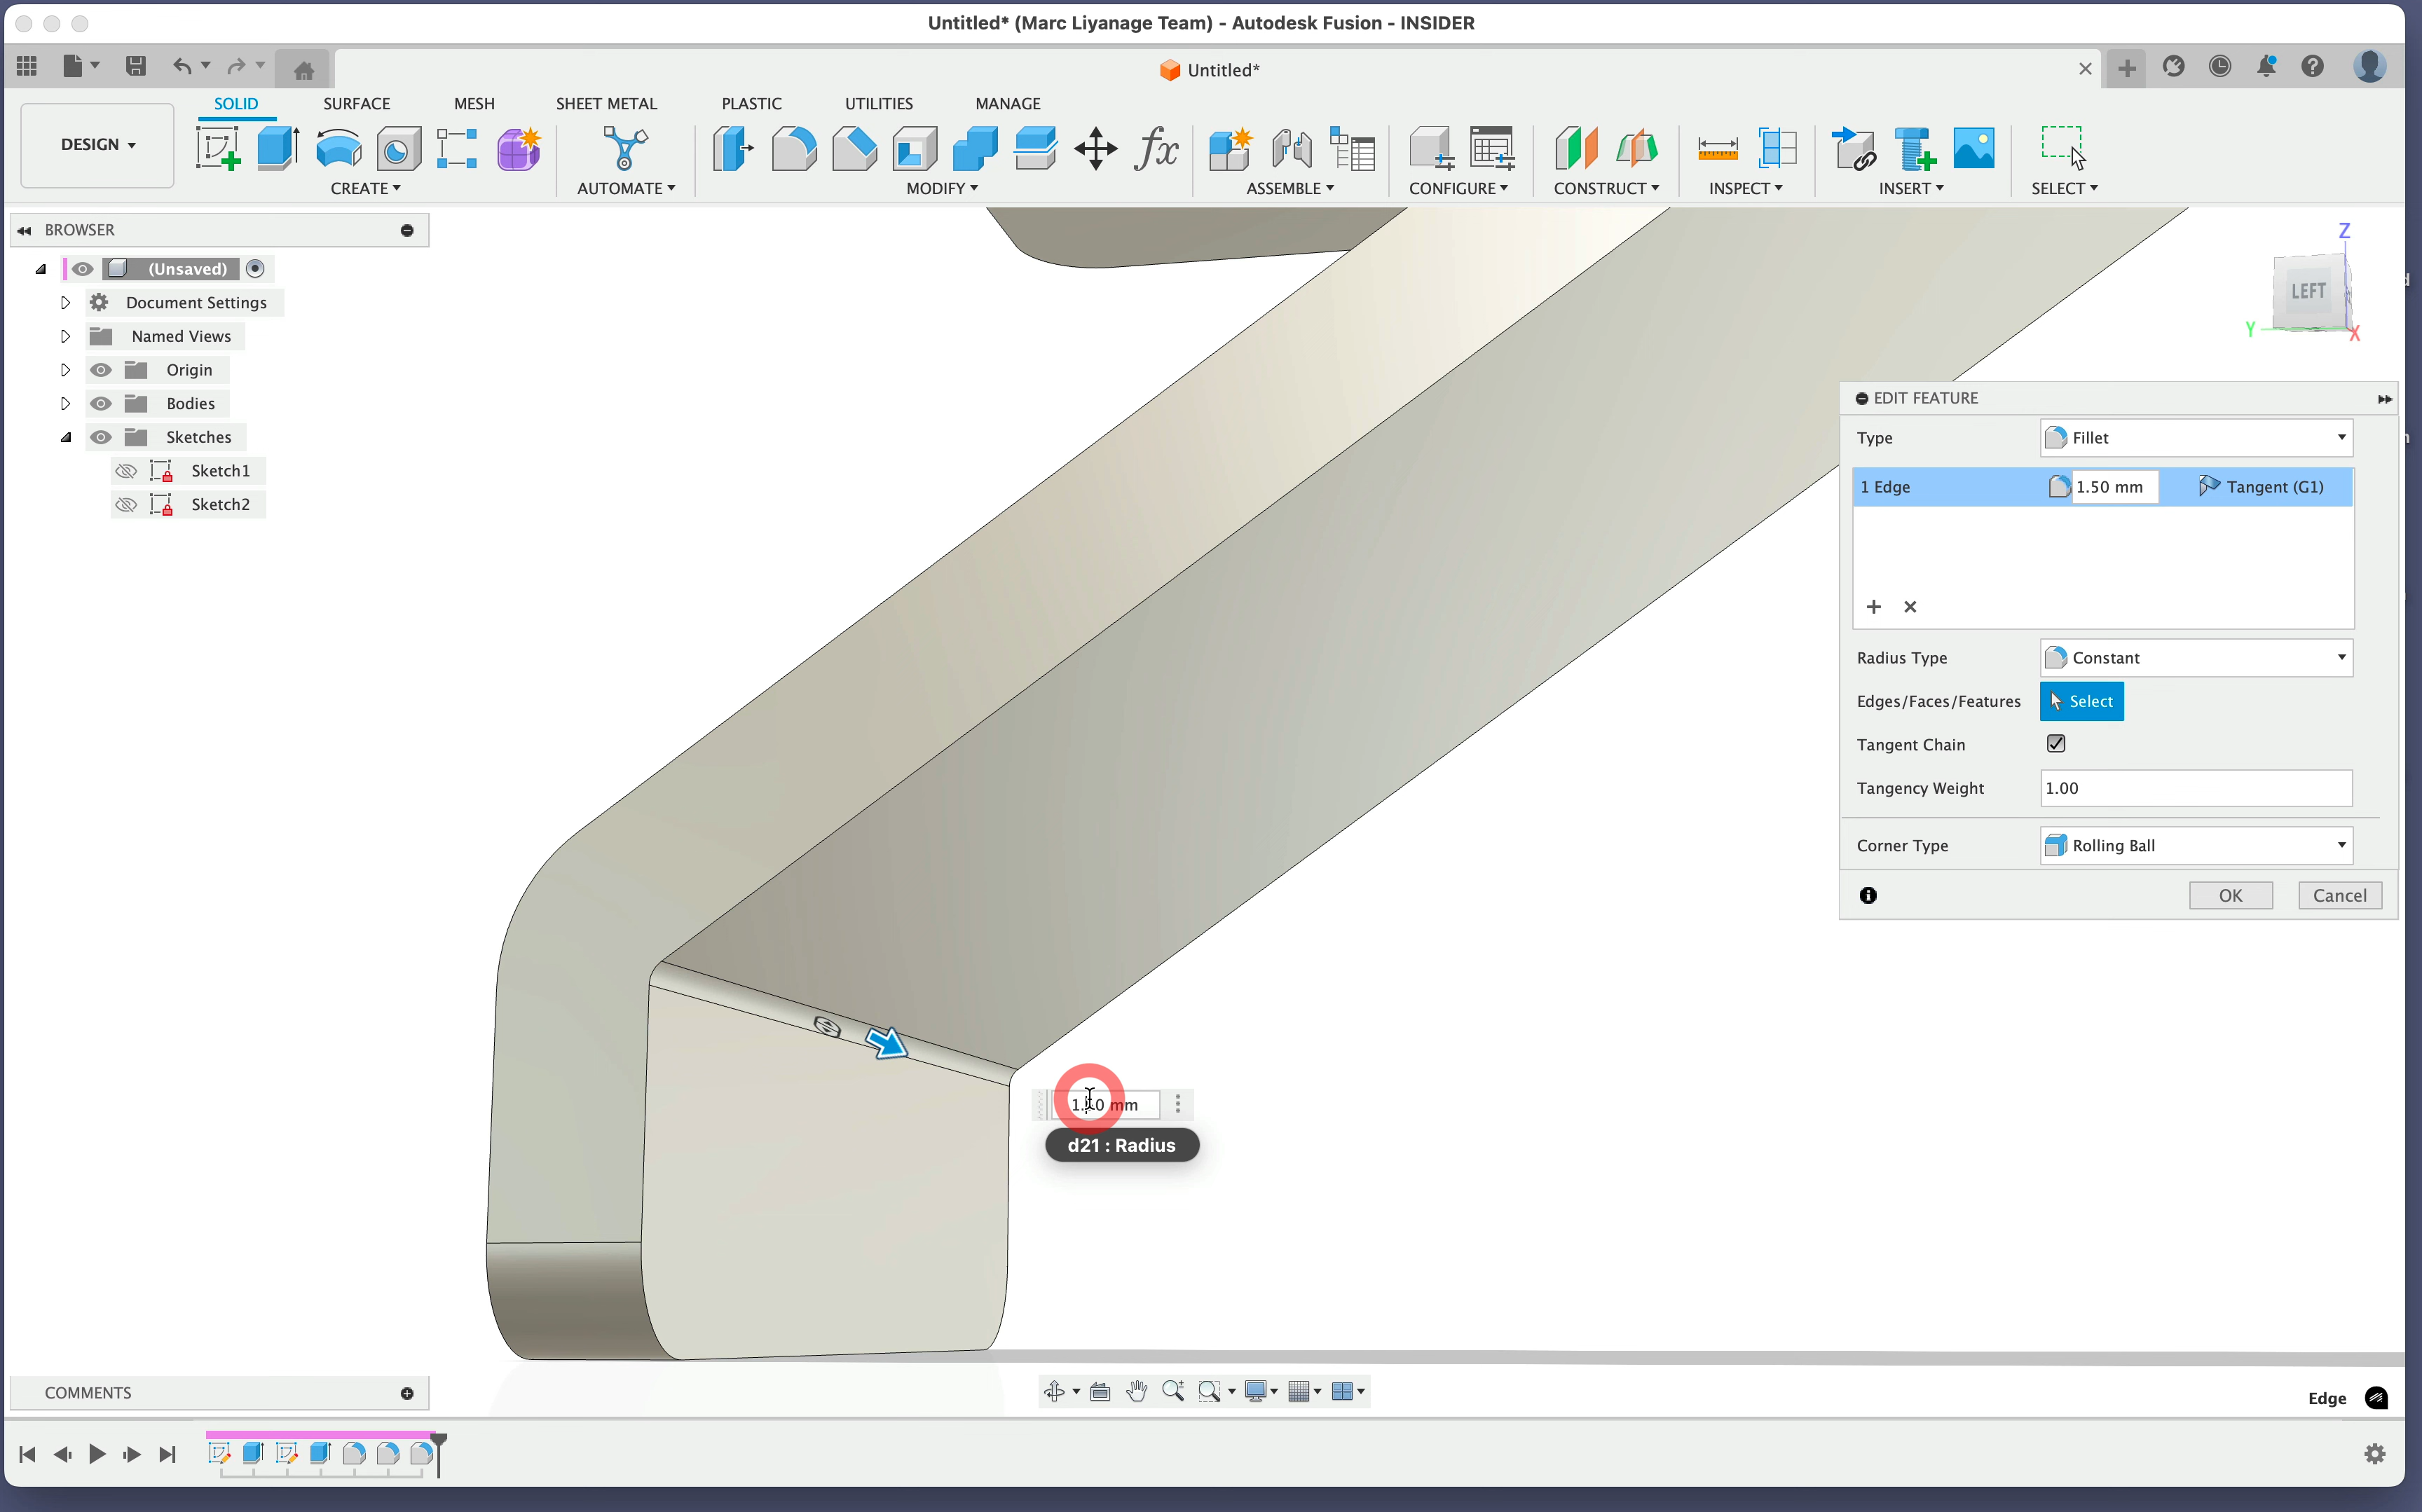 Untitled* (Marc Liyanage Team) - Autodesk Fusion - INSIDER
Untitled*
SOLID SURFACE MESH SHEET METAL PLASTIC UTILITIES MANAGE
DESIGN
CREATE AUTOMATE MODIFY ASSEMBLE CONFIGURE CONSTRUCT INSPECT INSERT SELECT
BROWSER
(Unsaved)
Document Settings
Named Views
Origin
Bodies
Sketches
Sketch1
Sketch2
Z
LEFT
Y
X
EDIT FEATURE
Type Fillet
1 Edge 1.50 mm Tangent (G1)
Radius Type Constant
Edges/Faces/Features Select
Tangent Chain
Tangency Weight 1.00
Corner Type Rolling Ball
OK Cancel
mm
d21 : Radius
COMMENTS
Edge